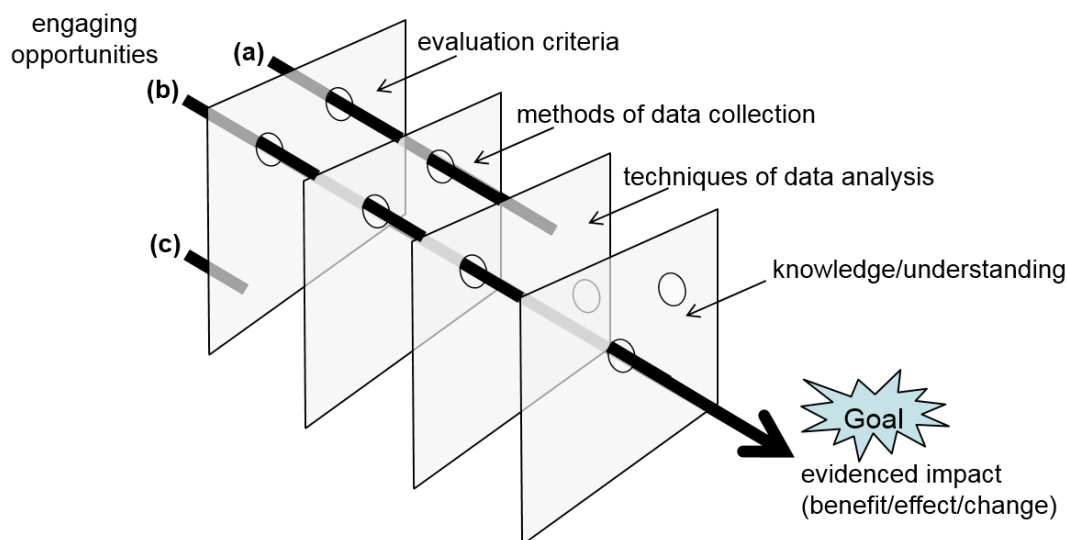 engaging
opportunities
(a)
(b)
(c)
evaluation criteria
methods of data collection
techniques of data analysis
knowledge/understanding
Goal
evidenced impact
(benefit/effect/change)